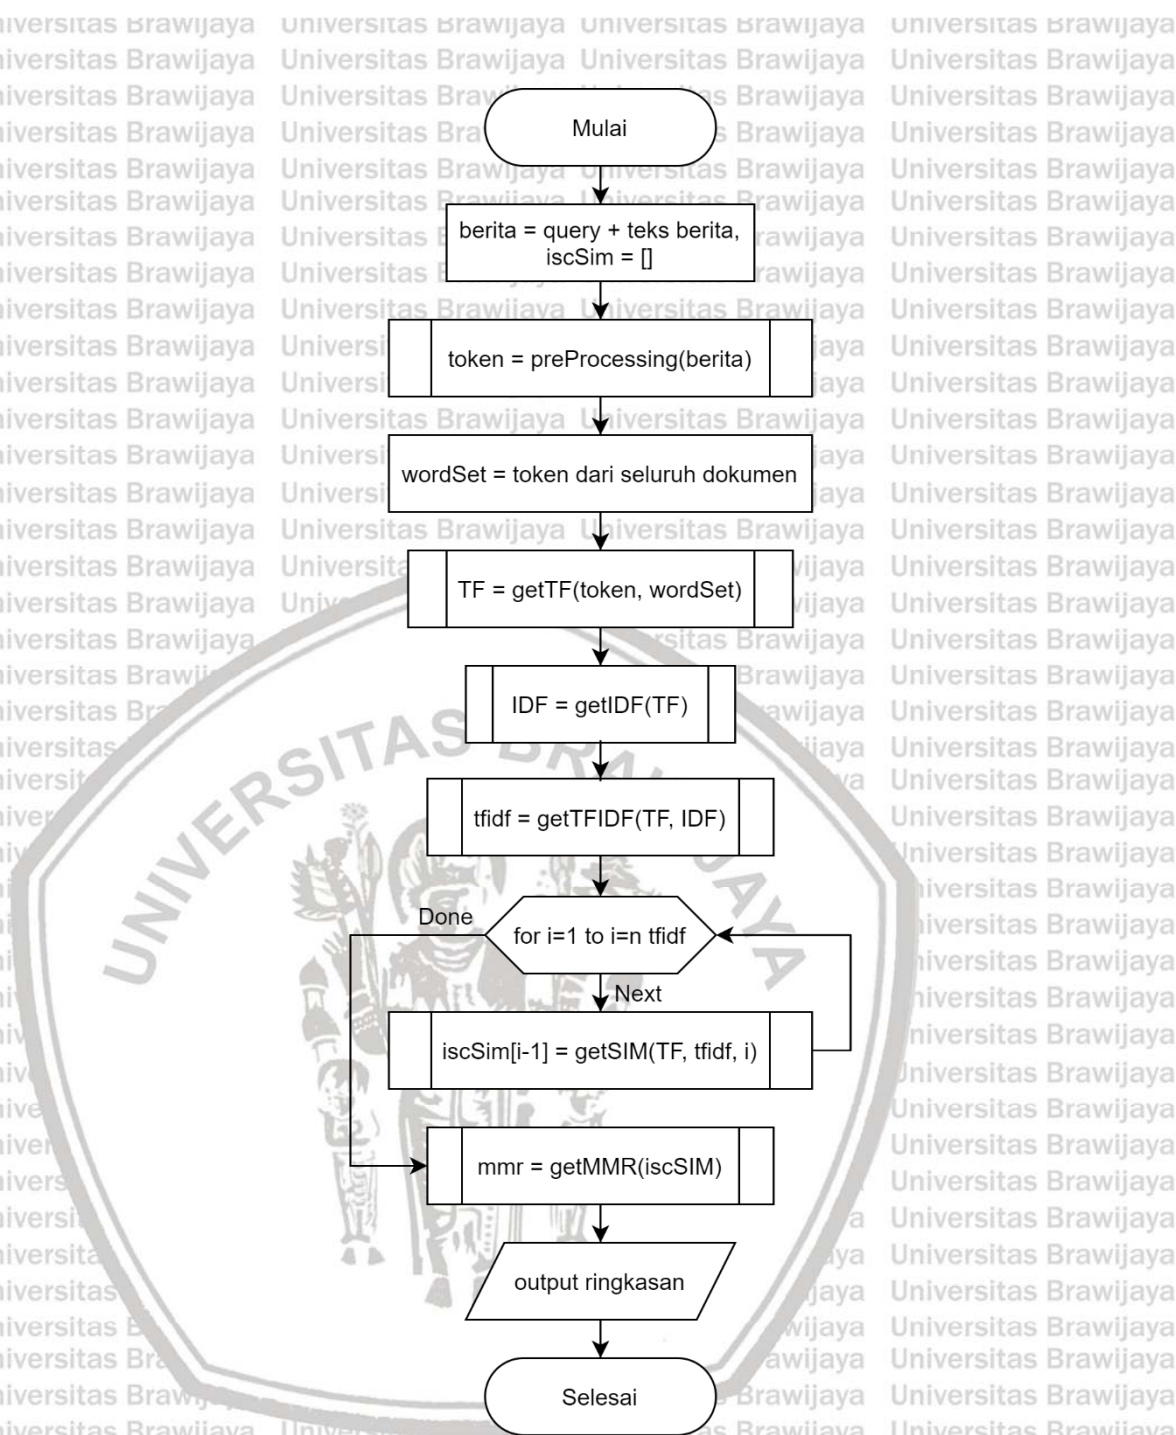 Mulai
berita = query + teks berita,
iscSim = []
token = preProcessing(berita)
wordSet = token dari seluruh dokumen
TF = getTF(token, wordSet)
IDF = getIDF(TF)
tfidf = getTFIDF(TF, IDF)
Done
for i=1 to i=n tfidf
Next
iscSim[i-1] = getSIM(TF, tfidf, i)
mmr = getMMR(iscSIM)
output ringkasan
Selesai
UNIVERSITAS BRAWIJAYA
Universitas Brawijaya